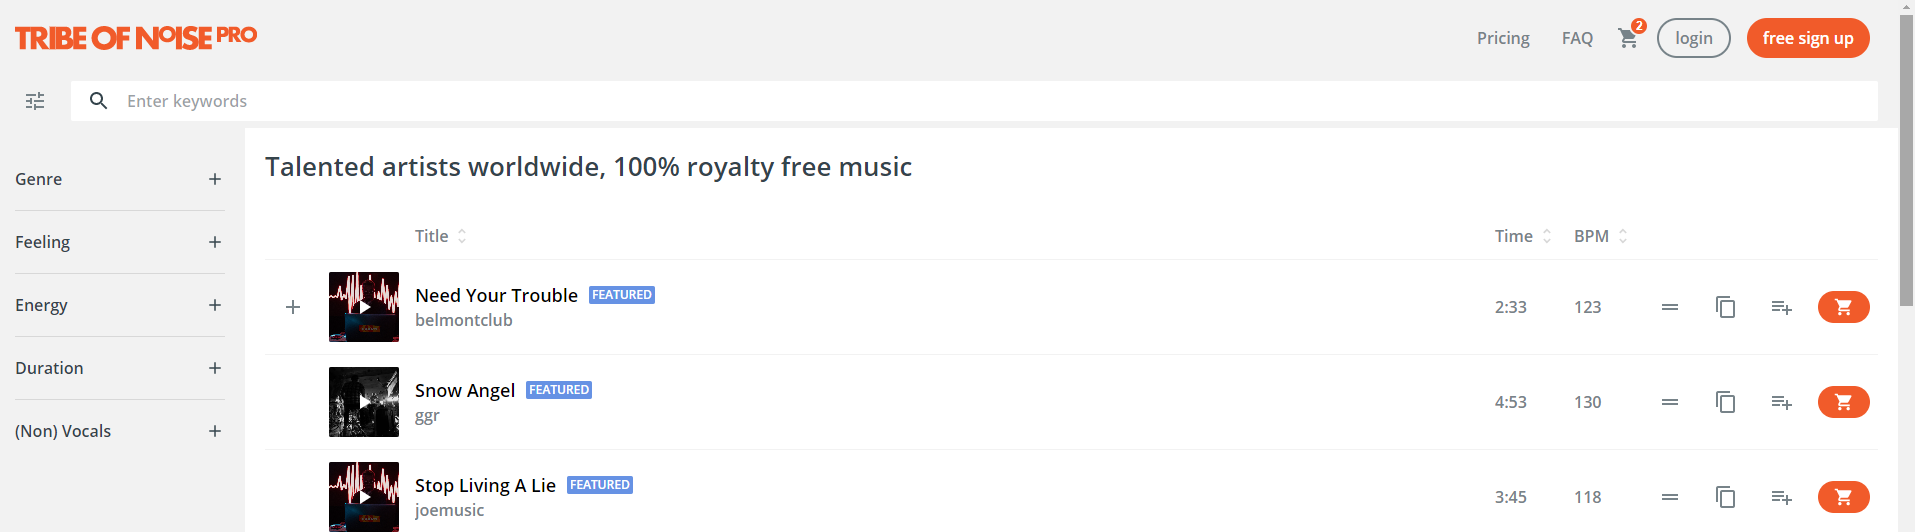 TRIBE OF NOISE PRO
Pricing FAQ 2 login free sign up
Enter keywords
Talented artists worldwide, 100% royalty free music
Genre
Feeling
Energy
Duration
(Non) Vocals
Title Time BPM
Need Your Trouble FEATURED
belmontclub
2:33 123
Snow Angel FEATURED
ggr
4:53 130
Stop Living A Lie FEATURED
joemusic
3:45 118